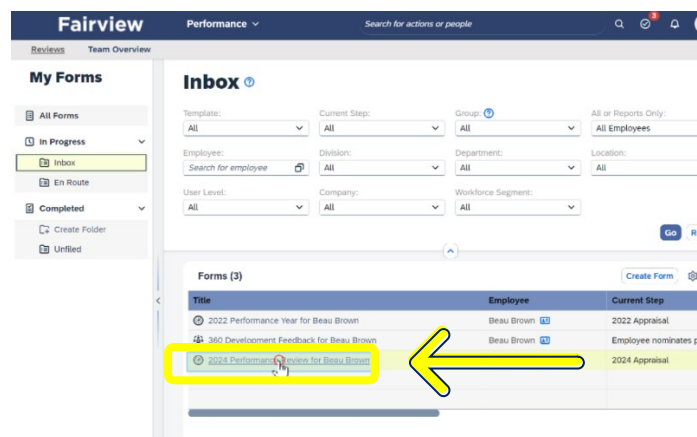 Fairview
Performance
Search for actions or people
3
Reviews
Team Overview
My Forms
All Forms
In Progress
Inbox
En Route
Completed
Create Folder
Unfiled
Inbox
Template:
Current Step:
Group:
All or Reports Only:
All
All
All
All Employees
Employee:
Division:
Department:
Location:
Search for employee
All
All
All
User Level:
Company:
Workforce Segment:
All
All
All
Go
R
Forms (3)
Create Form
Title
Employee
Current Step
2022 Performance Year for Beau Brown
Beau Brown
2022 Appraisal
360 Development Feedback for Beau Brown
Beau Brown
Employee nominates p
2024 Performance Review for Beau Brown
2024 Appraisal